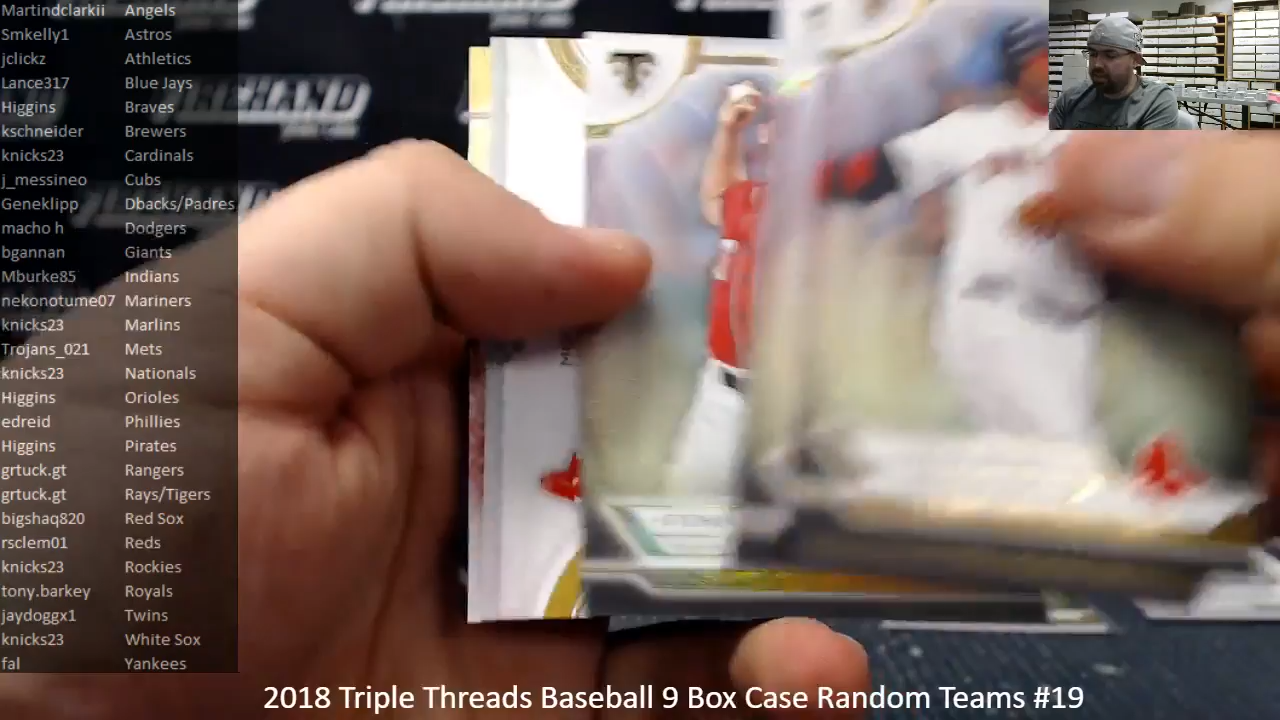 Martindclarkii Angels
Smkelly1 Astros
jclickz Athletics
Lance317 Blue Jays
Higgins Braves
kschneider Brewers
knicks23 Cardinals
j_messineo Cubs
Geneklipp Dbacks/Padres
macho h Dodgers
bgannan Giants
Mburke85 Indians
nekonotume07 Mariners
knicks23 Marlins
Trojans_021 Mets
knicks23 Nationals
Higgins Orioles
edreid Phillies
Higgins Pirates
grtuck.gt Rangers
grtuck.gt Rays/Tigers
bigshaq820 Red Sox
rsclem01 Reds
knicks23 Rockies
tony.barkey Royals
jaydoggx1 Twins
knicks23 White Sox
fal Yankees
2018 Triple Threads Baseball 9 Box Case Random Teams #19